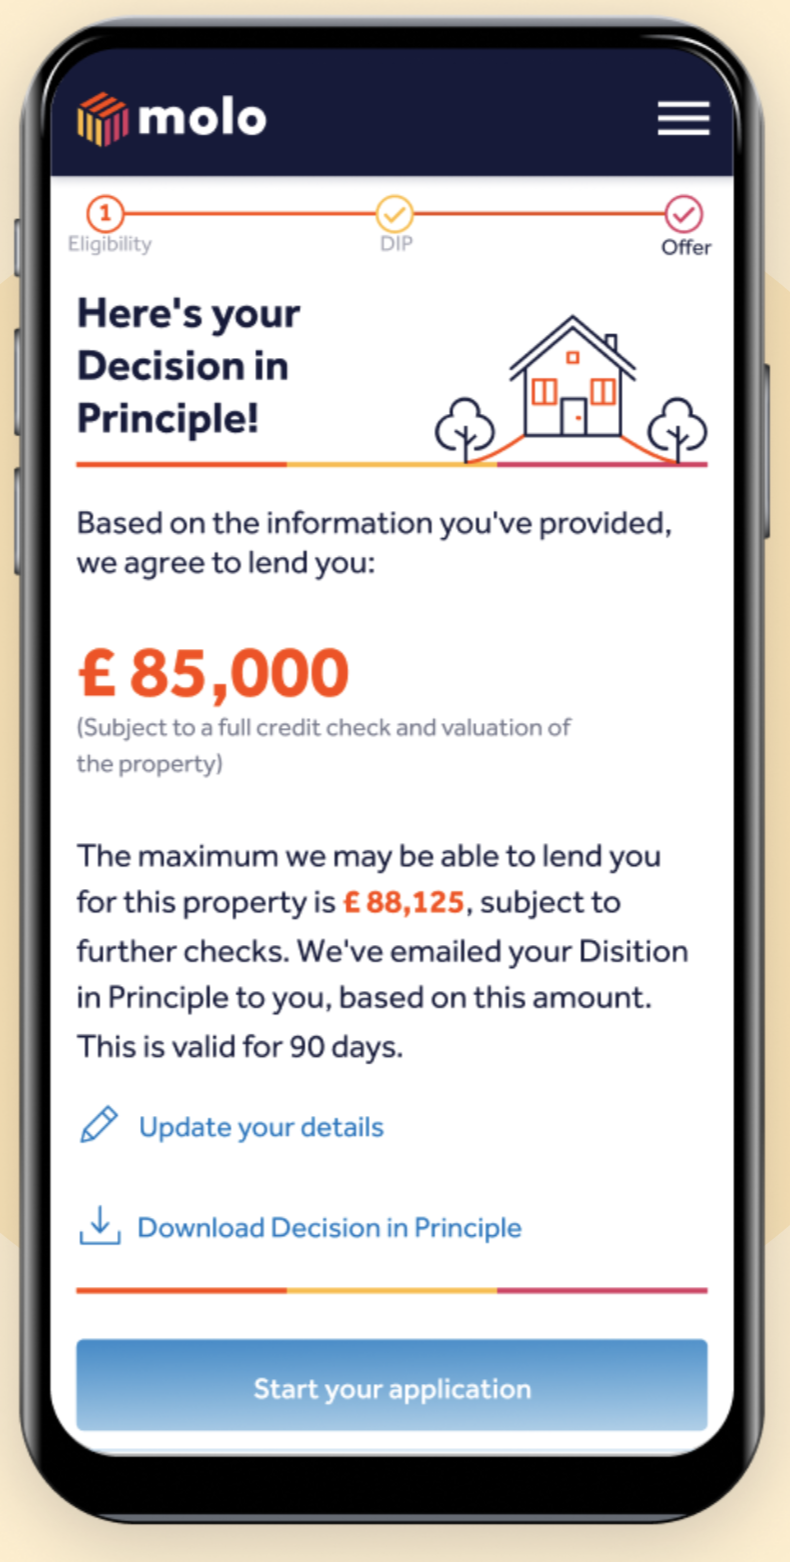 molo
1
Eligibility
DIP
Offer
Here's your
Decision in
Principle!
Based on the information you've provided,
we agree to lend you:
£ 85,000
(Subject to a full credit check and valuation of
the property)
The maximum we may be able to lend you
for this property is £ 88,125, subject to
further checks. We've emailed your Disition
in Principle to you, based on this amount.
This is valid for 90 days.
Update your details
Download Decision in Principle
Start your application